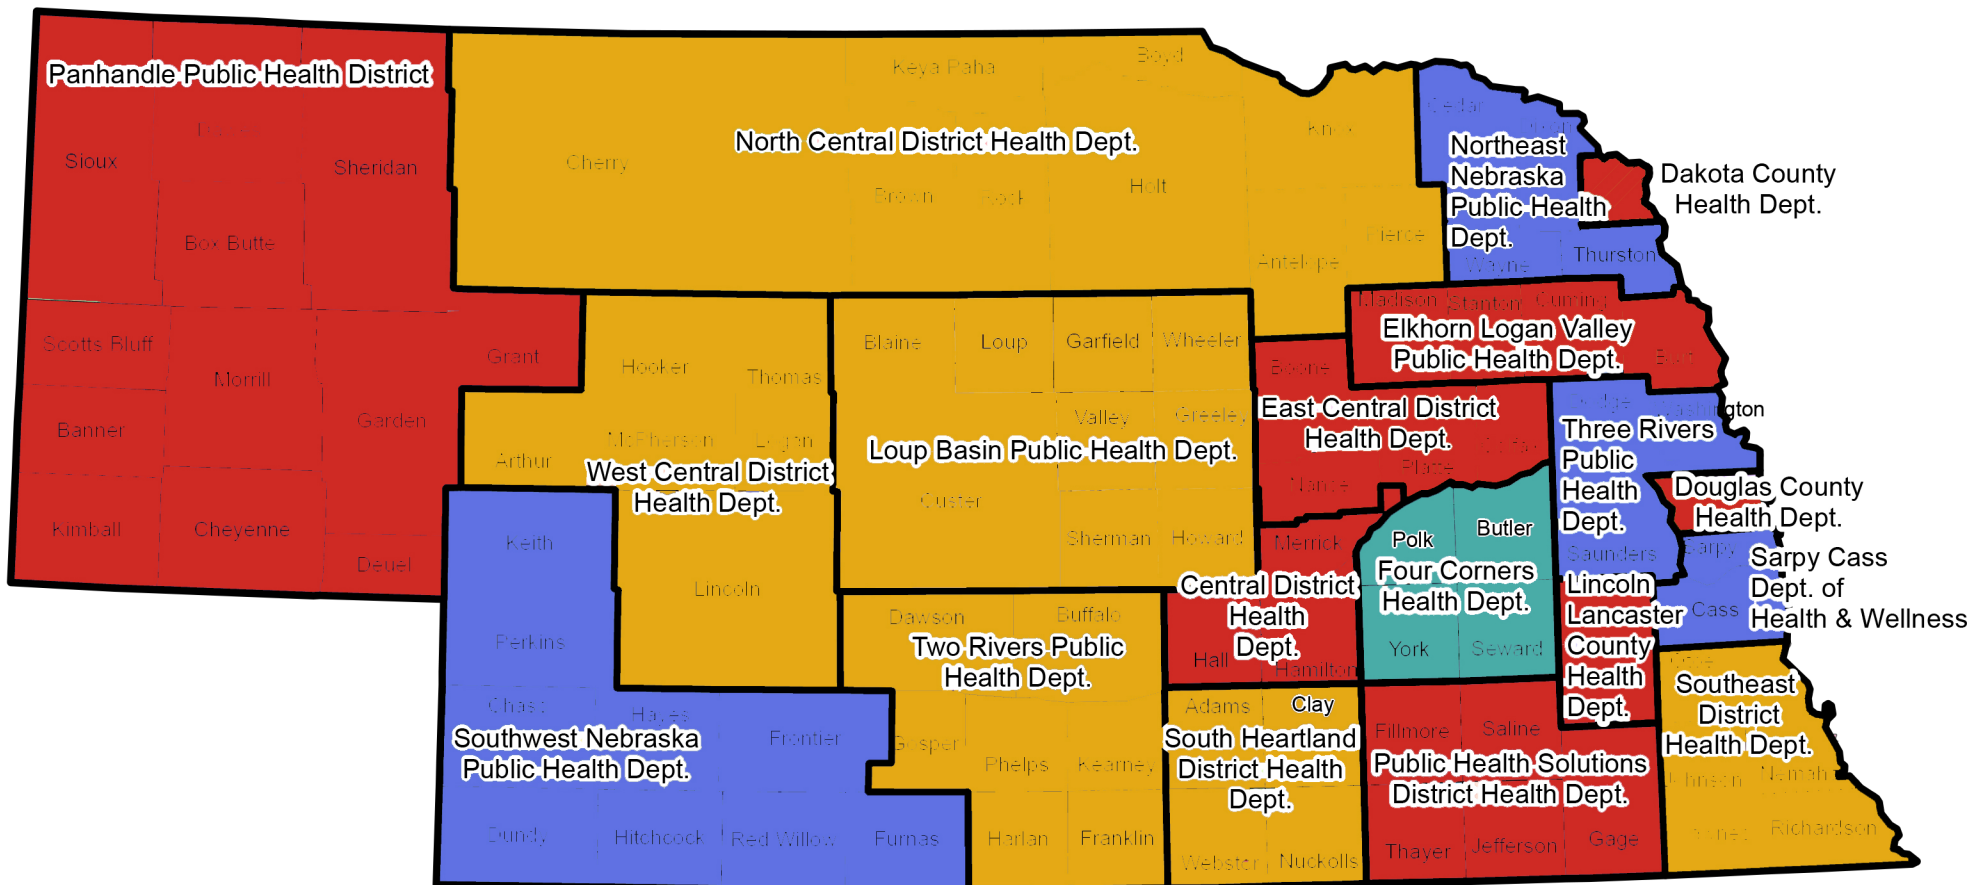 Boyd
Keya Paha
Panhandle Public Health District
Cedar
Knox
North Central District Health Dept.
Northeast
Nebraska
Public Health
Dept.
Sioux
Sheridan
Cherry
Dakota County
Health Dept.
Holt
Brown
Rock
Box Butte
Pierce
Thurston
Antelope
Wayne
Madison
Stanton
Cuming
Elkhorn Logan Valley
Public Health Dept.
Burt
Scotts Bluff
Grant
Hooker
Thomas
Blaine
Loup
Garfield
Wheeler
Boone
Morrill
Garden
Banner
Arthur
McPherson
Logan
West Central District
Health Dept.
Valley
Greeley
Loup Basin Public Health Dept.
East Central District
Health Dept.
Platte
Nance
Dodge
Washington
Three Rivers
Public
Health
Dept.
Custer
Douglas County
Health Dept.
Kimball
Cheyenne
Deuel
Keith
Lincoln
Sherman
Howard
Merrick
Polk
Butler
Four Corners
Health Dept.
Saunders
Sarpy
Sarpy Cass
Dept. of
Health & Wellness
Cass
Central District
Health
Dept.
Lincoln
Lancaster
County
Health
Dept.
Perkins
Dawson
Buffalo
Two Rivers Public
Health Dept.
Hall
Hamilton
York
Seward
Chase
Hayes
Frontier
Southwest Nebraska
Public Health Dept.
Gosper
Phelps
Kearney
Adams
Clay
South Heartland
District Health
Dept.
Fillmore
Saline
Public Health Solutions
District Health Dept.
Southeast
District
Health Dept.
Dundy
Hitchcock
Red Willow
Furnas
Harlan
Franklin
Webster
Nuckolls
Thayer
Jefferson
Gage
Richardson